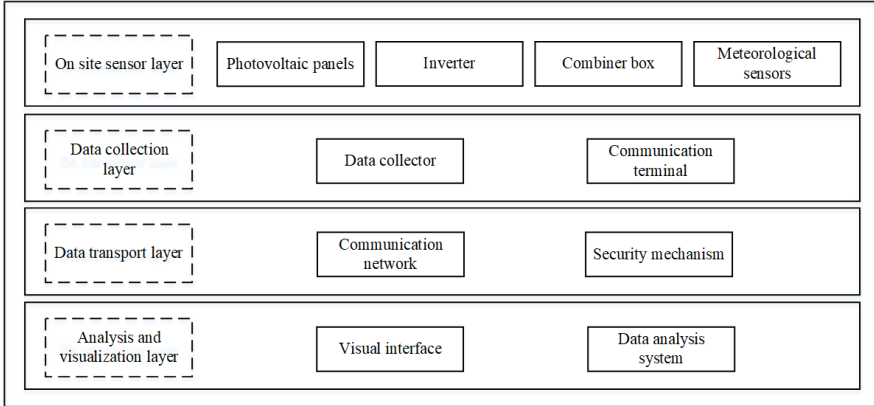 On site sensor layer
Photovoltaic panels
Inverter
Combiner box
Meteorological
sensors
Data collection
layer
Data collector
Communication
terminal
Data transport layer
Communication
network
Security mechanism
Analysis and
visualization layer
Visual interface
Data analysis
system